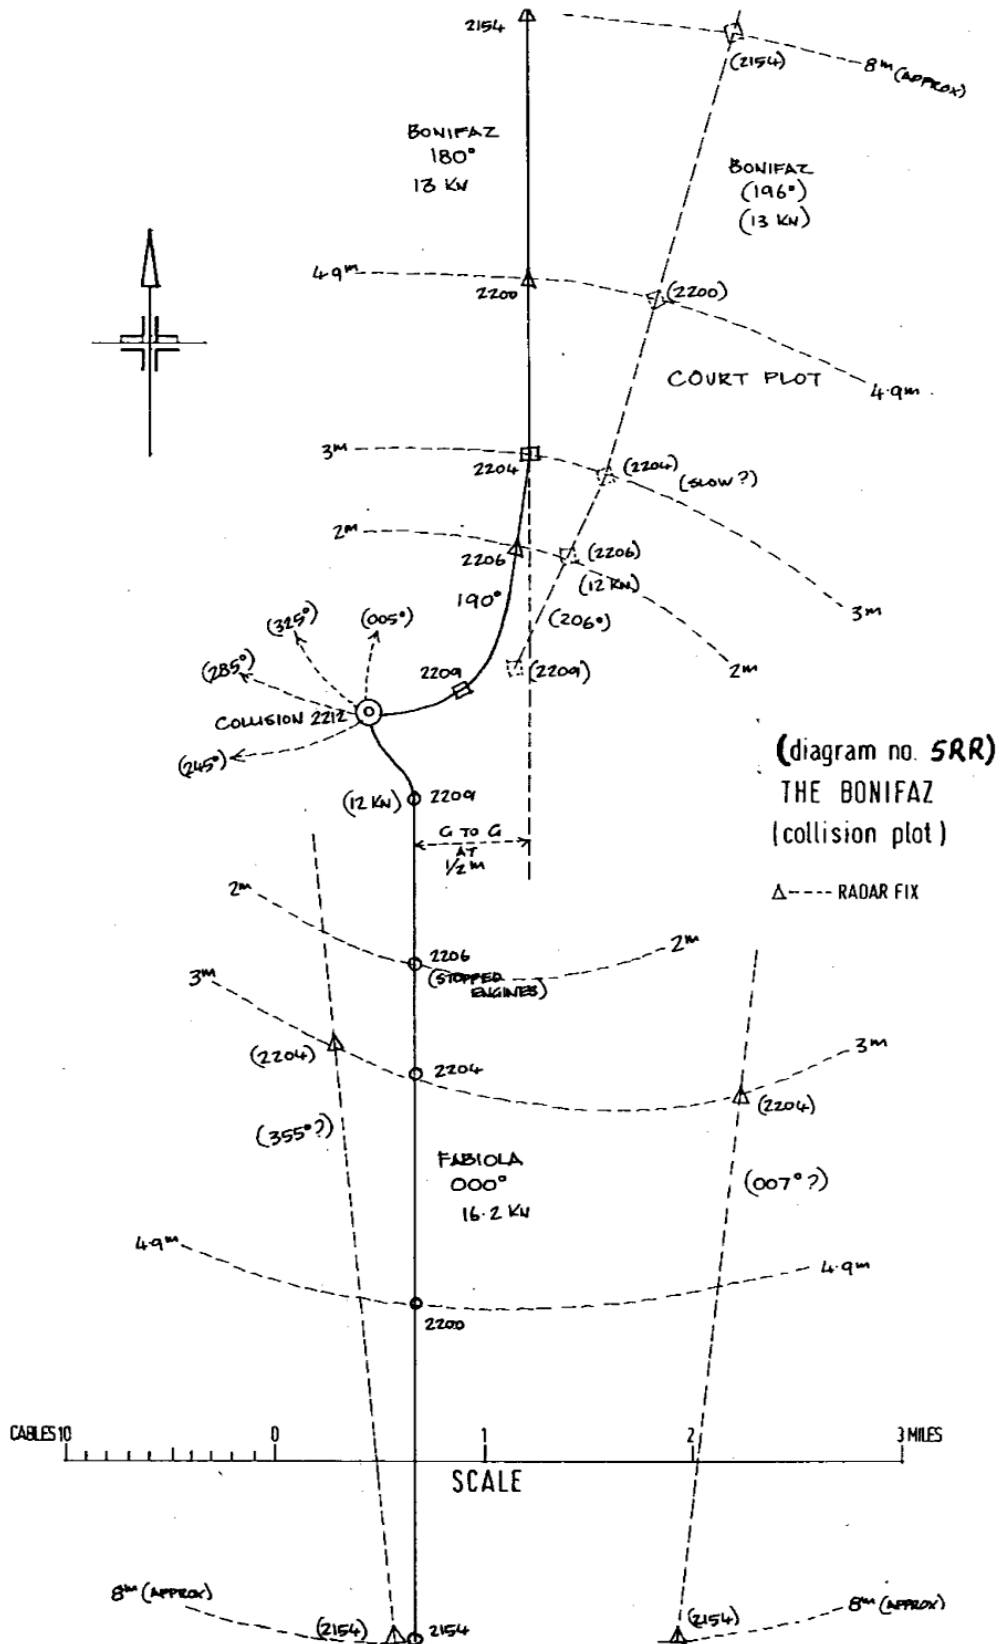 2154
(2154)
8m (APPROX)
BONIFAZ
180°
13 KN
BONIFAZ
(196°)
(13 KN)
4·9m
2200
(2200)
COURT PLOT
4·9m
3m
2204
(2204)
(SLOW?)
2m
2206
(2206)
(12 KN)
190°
(206°)
3m
(325°)
(005°)
(285°)
2209
(2209)
2m
COLLISION 2212
(245°)
(diagram no. 5RR)
THE BONIFAZ
(collision plot)
(12 KN)
2209
G TO G
AT
1/2 M
△---- RADAR FIX
2m
2206
(STOPPED
ENGINES)
2m
3m
(2204)
2204
3m
(2204)
(355°?)
FABIOLA
000°
16·2 KN
(007°?)
4·9m
4·9m
2200
CABLES 10 0 1 2 3 MILES
SCALE
8m (APPROX)
(2154)
2154
(2154)
8m (APPROX)